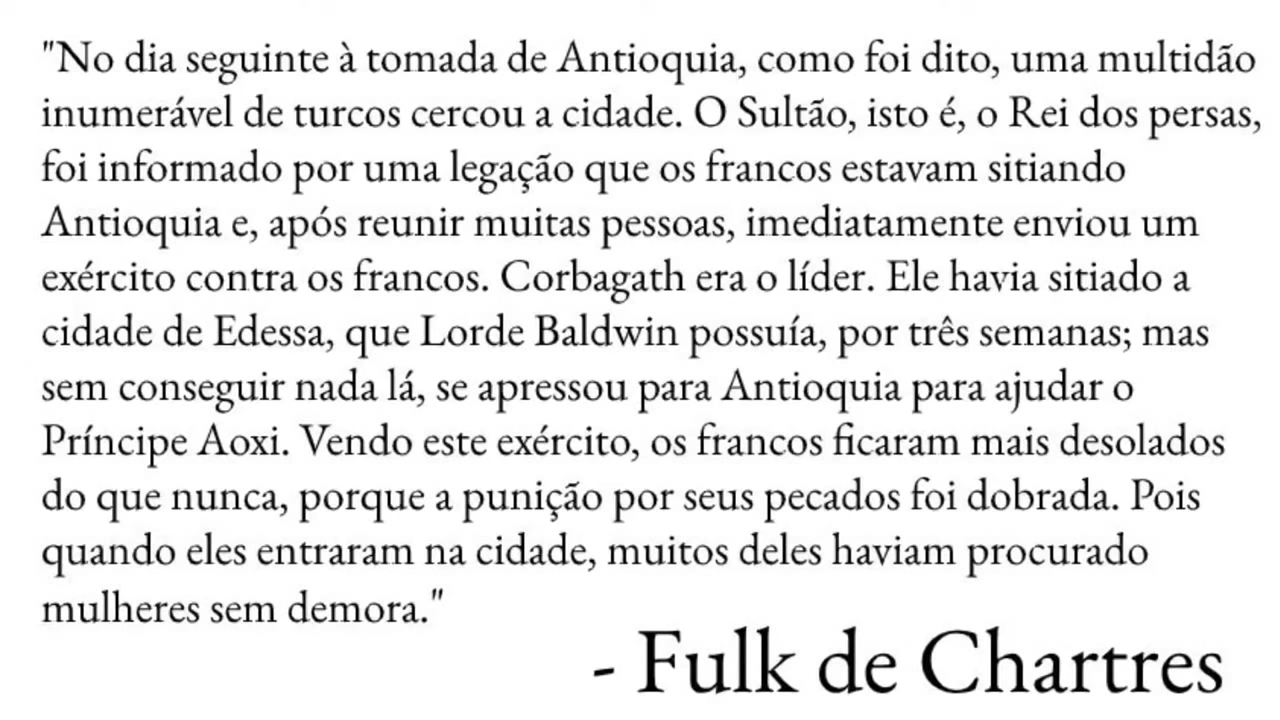 "No dia seguinte à tomada de Antioquia, como foi dito, uma multidão
inumerável de turcos cercou a cidade. O Sultão, isto é, o Rei dos persas,
foi informado por uma legação que os francos estavam sitiando
Antioquia e, após reunir muitas pessoas, imediatamente enviou um
exército contra os francos. Corbagath era o líder. Ele havia sitiado a
cidade de Edessa, que Lorde Baldwin possuía, por três semanas; mas
sem conseguir nada lá, se apressou para Antioquia para ajudar o
Príncipe Aoxi. Vendo este exército, os francos ficaram mais desolados
do que nunca, porque a punição por seus pecados foi dobrada. Pois
quando eles entraram na cidade, muitos deles haviam procurado
mulheres sem demora."
- Fulk de Chartres